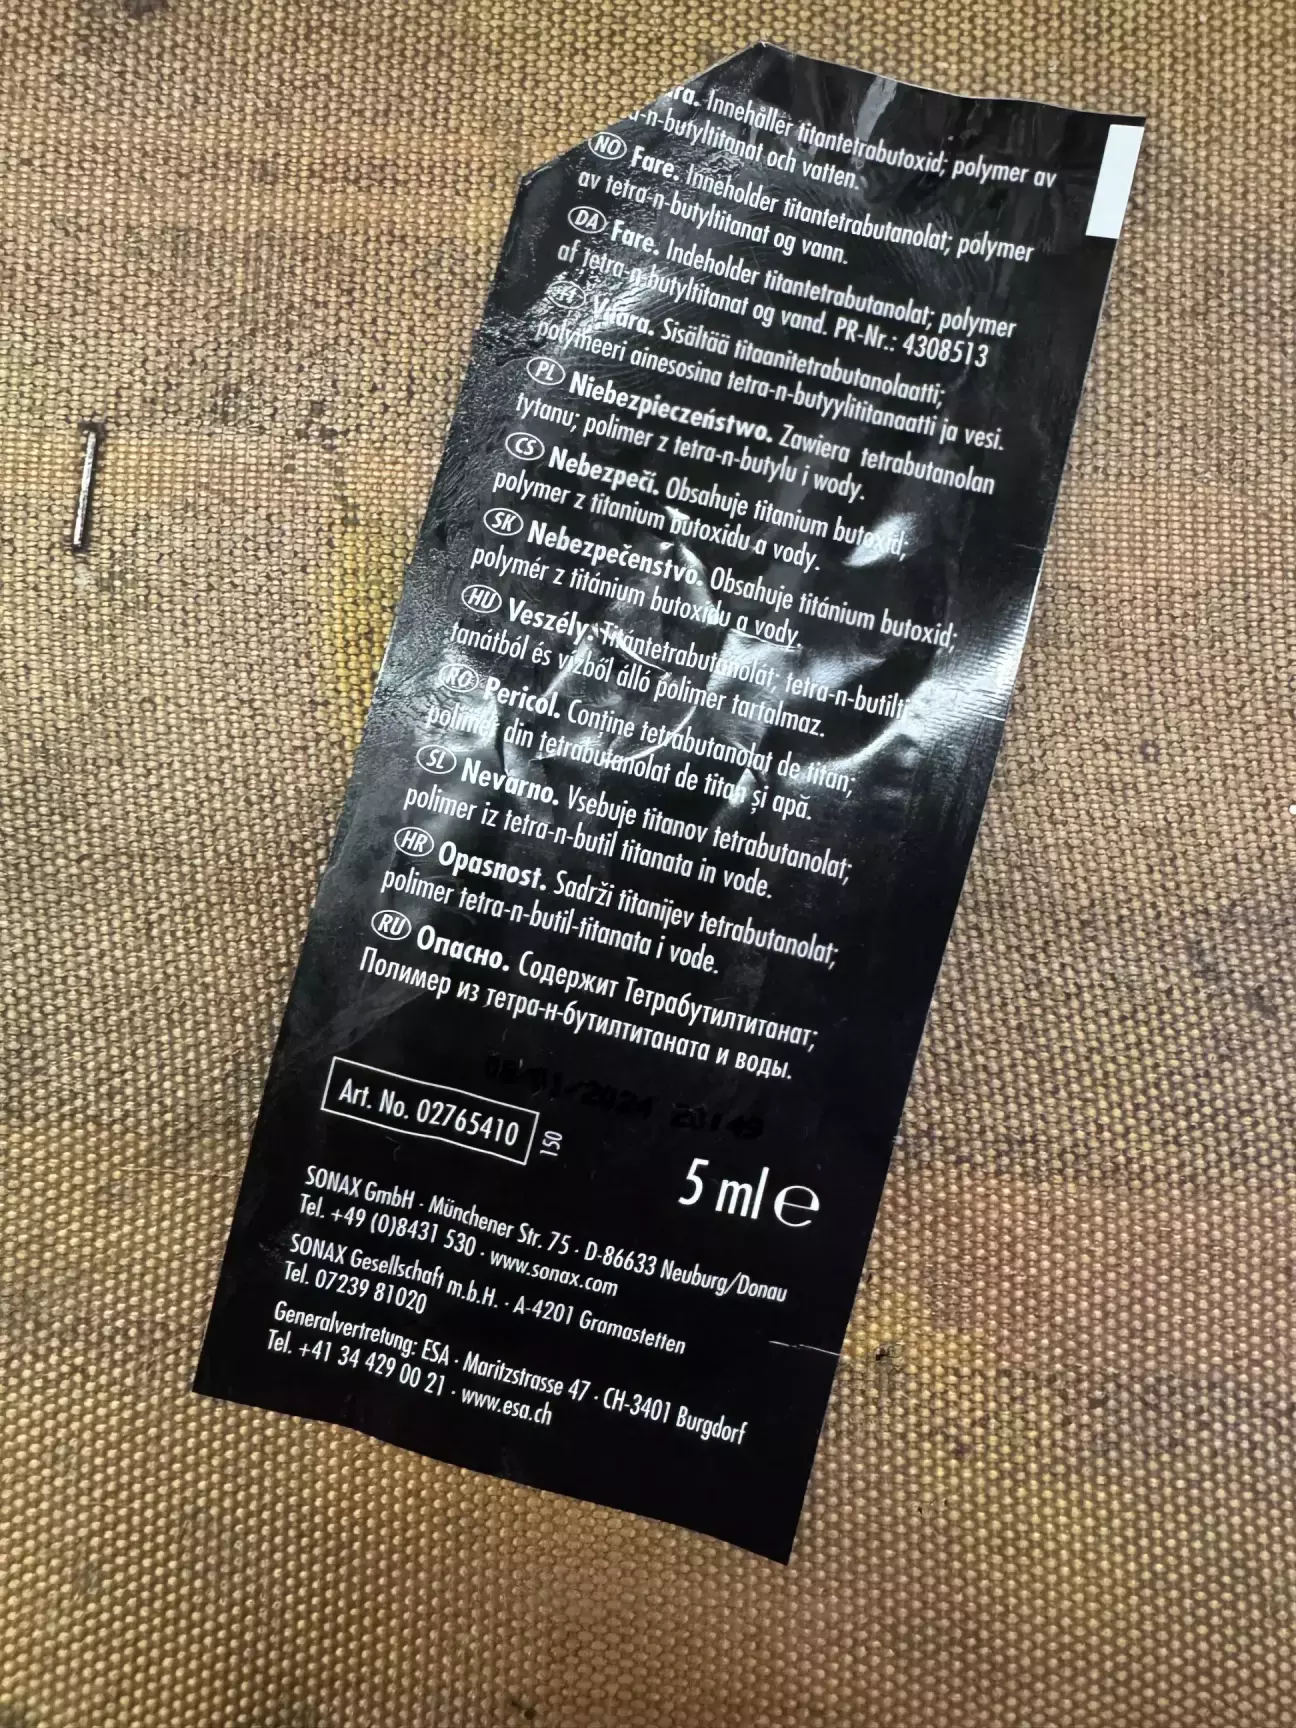 Innehåller titantetrabutoxid; polymer av
-n-butyltitanat och vatten.
NO Fare. Inneholder titantetrabutanolat; polymer
av tetra-n-butyltitanat og vann.
DA Fare. Indeholder titantetrabutanolat; polymer
af tetra-n-butyltitanat og vand. PR-Nr.: 4308513
FI Vaara. Sisältää titaanitetrabutanolaatti;
polymeeri ainesosina tetra-n-butyylititanaatti ja vesi.
PL Niebezpieczeństwo. Zawiera tetrabutanolan
tytanu; polimer z tetra-n-butylu i wody.
CS Nebezpečí. Obsahuje titanium butoxid;
polymer z titanium butoxidu a vody.
SK Nebezpečenstvo. Obsahuje titánium butoxid;
polymér z titánium butoxidu a vody.
HU Veszély. Titántetrabutanolát; tetra-n-butilti
tanátból és vízből álló polimer tartalmaz.
RO Pericol. Conține tetrabutanolat de titan;
polimer din tetrabutanolat de titan și apă.
SL Nevarno. Vsebuje titanov tetrabutanolat;
polimer iz tetra-n-butil titanata in vode.
HR Opasnost. Sadrži titanijev tetrabutanolat;
polimer tetra-n-butil-titanata i vode.
RU Опасно. Содержит Тетрабутилтитанат;
Полимер из тетра-н-бутилтитаната и воды.
Art. No. 02765410
150
5 ml ℮
SONAX GmbH · Münchener Str. 75 · D-86633 Neuburg/Donau
Tel. +49 (0)8431 530 · www.sonax.com
SONAX Gesellschaft m.b.H. · A-4201 Gramastetten
Tel. 07239 81020
Generalvertretung: ESA · Maritzstrasse 47 · CH-3401 Burgdorf
Tel. +41 34 429 00 21 · www.esa.ch